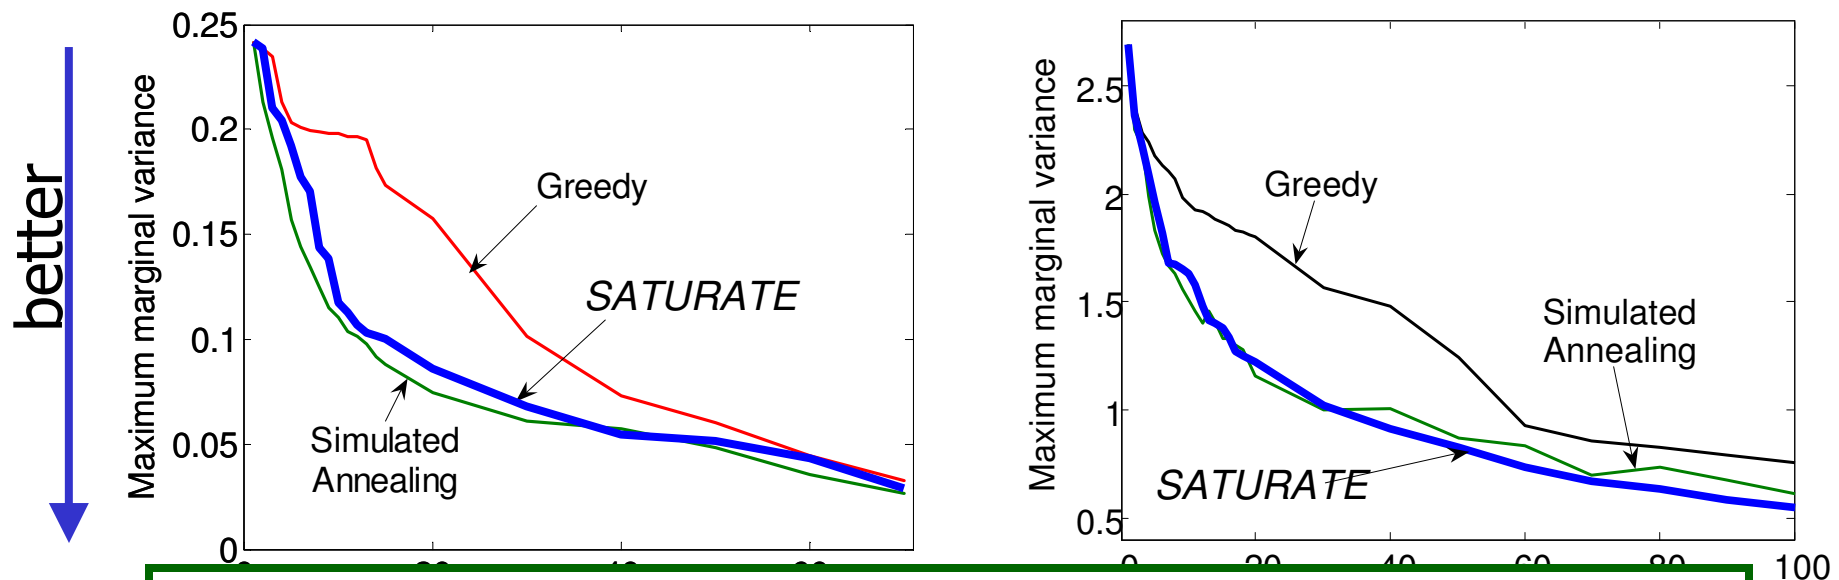 better
Maximum marginal variance
0.25
0.2
0.15
0.1
0.05
0
Greedy
SATURATE
Simulated
Annealing
Maximum marginal variance
2.5
2
1.5
1
0.5
Greedy
Simulated
Annealing
SATURATE
100